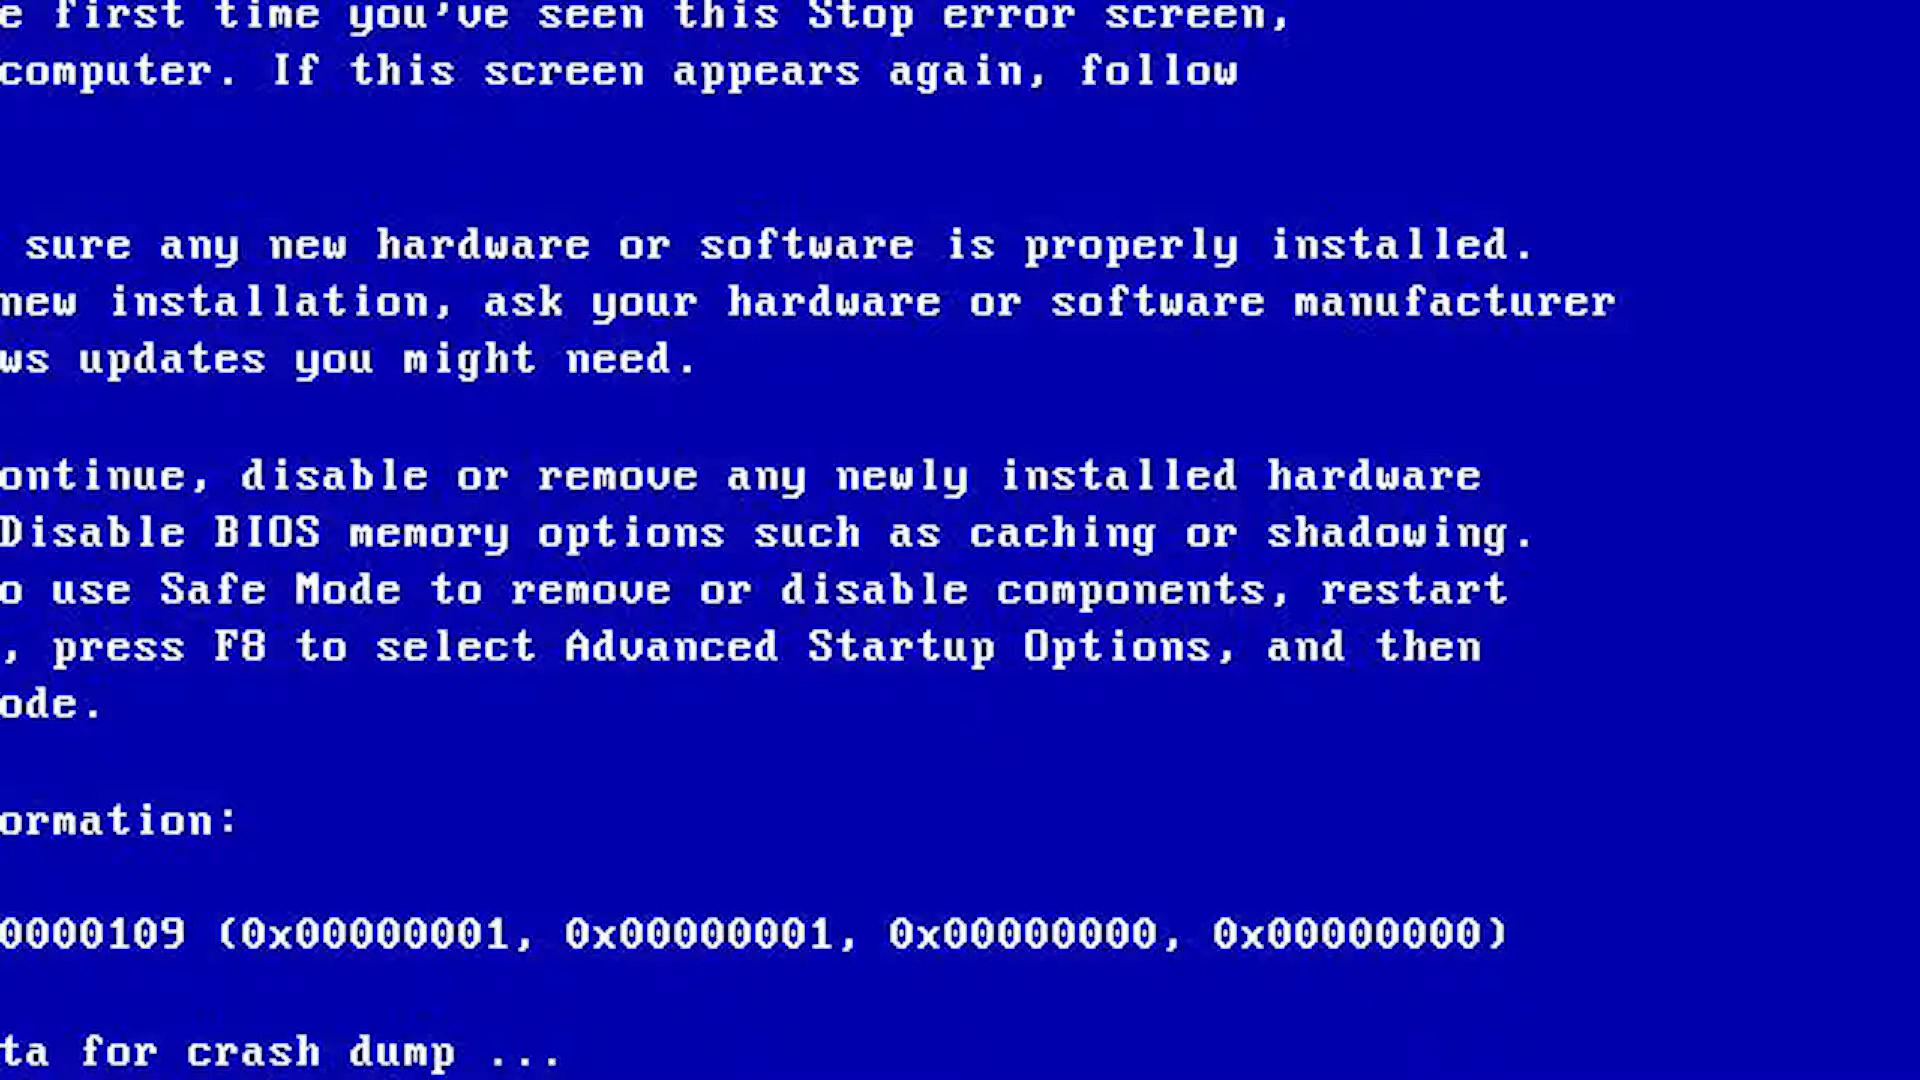 e first time you've seen this Stop error screen,
computer. If this screen appears again, follow
sure any new hardware or software is properly installed.
new installation, ask your hardware or software manufacturer
ws updates you might need.
ontinue, disable or remove any newly installed hardware
Disable BIOS memory options such as caching or shadowing.
o use Safe Mode to remove or disable components, restart
, press F8 to select Advanced Startup Options, and then
ode.
ormation:
0000109 (0x00000001, 0x00000001, 0x00000000, 0x00000000)
ta for crash dump ...